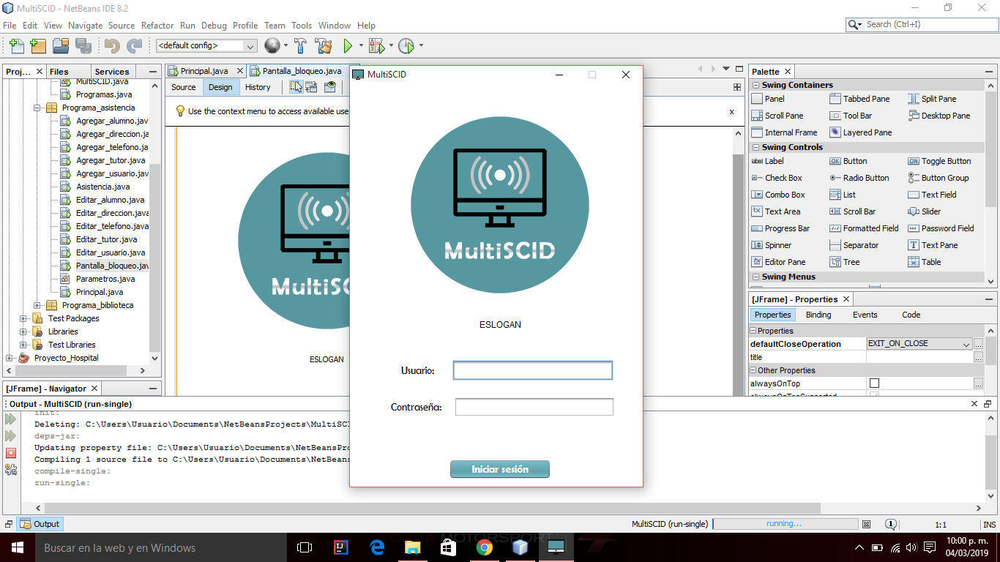 MultiSCID - NetBeans IDE 8.2
File Edit View Navigate Source Refactor Run Debug Profile Team Tools Window Help
Search (Ctrl+I)
<default config>
Proj... Files Services
MultiSCID.java
Programas.java
Programa_asistencia
Agregar_alumno.jav
Agregar_direccion.ja
Agregar_telefono.ja
Agregar_tutor.java
Agregar_usuario.java
Asistencia.java
Editar_alumno.java
Editar_direccion.java
Editar_telefono.java
Editar_tutor.java
Editar_usuario.java
Pantalla_bloqueo.jav
Parametros.java
Principal.java
Programa_biblioteca
Test Packages
Libraries
Test Libraries
Proyecto_Hospital
[JFrame] - Navigator
Principal.java Pantalla_bloqueo.java
Source Design History
Use the context menu to access available use
MultiSC
ESLOGAN
MultiSCID
MultiSCID
ESLOGAN
Usuario:
Contraseña:
Iniciar sesión
Palette
Swing Containers
Panel Tabbed Pane Split Pane
Scroll Pane Tool Bar Desktop Pane
Internal Frame Layered Pane
Swing Controls
Label Button Toggle Button
Check Box Radio Button Button Group
Combo Box List Text Field
Text Area Scroll Bar Slider
Progress Bar Formatted Field Password Field
Spinner Separator Text Pane
Editor Pane Tree Table
Swing Menus
[JFrame] - Properties
Properties Binding Events Code
Properties
defaultCloseOperation EXIT_ON_CLOSE
title
Other Properties
alwaysOnTop
alwaysOnTopSupported
Output - MultiSCID (run-single)
init:
Deleting: C:\Users\Usuario\Documents\NetBeansProjects\MultiSCI
deps-jar:
Updating property file: C:\Users\Usuario\Documents\NetBeansPro
Compiling 1 source file to C:\Users\Usuario\Documents\NetBeans
compile-single:
run-single:
Output
MultiSCID (run-single) running... 1 1:1 INS
Buscar en la web y en Windows
MOTORSPORT
10:00 p. m.
04/03/2019